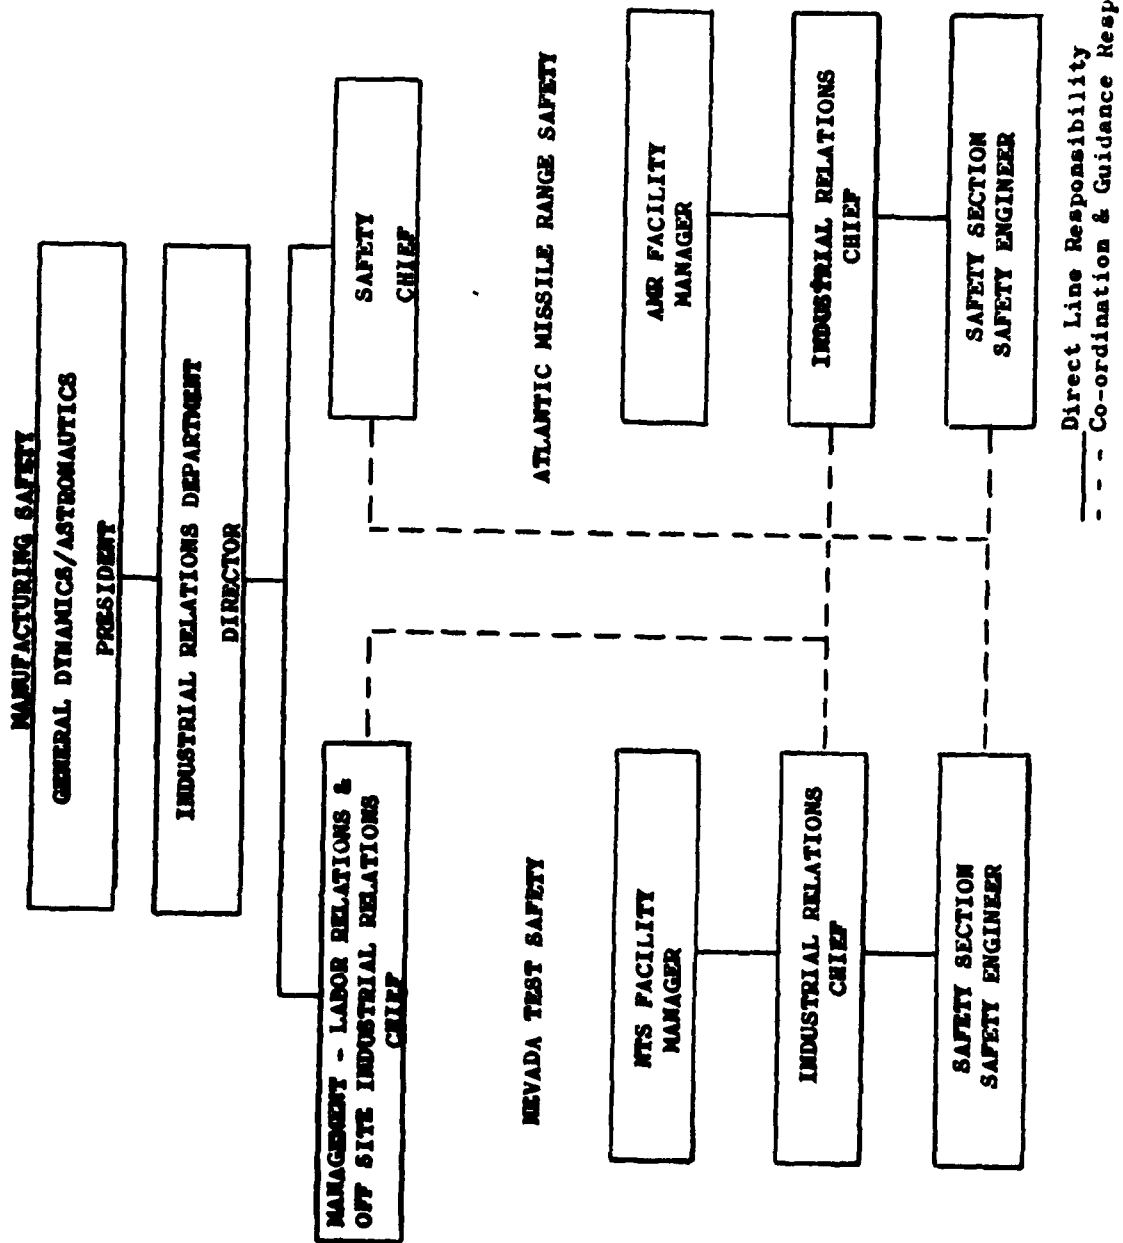 MANUFACTURING SAFETY
GENERAL DYNAMICS/ASTRONAUTICS
PRESIDENT
INDUSTRIAL RELATIONS DEPARTMENT
DIRECTOR
MANAGEMENT - LABOR RELATIONS &
OFF SITE INDUSTRIAL RELATIONS
CHIEF
SAFETY
CHIEF
NEVADA TEST SAFETY
ATLANTIC MISSILE RANGE SAFETY
NTS FACILITY
MANAGER
AMR FACILITY
MANAGER
INDUSTRIAL RELATIONS
CHIEF
INDUSTRIAL RELATIONS
CHIEF
SAFETY SECTION
SAFETY ENGINEER
SAFETY SECTION
SAFETY ENGINEER
Direct Line Responsibility
- - - Co-ordination & Guidance Resp